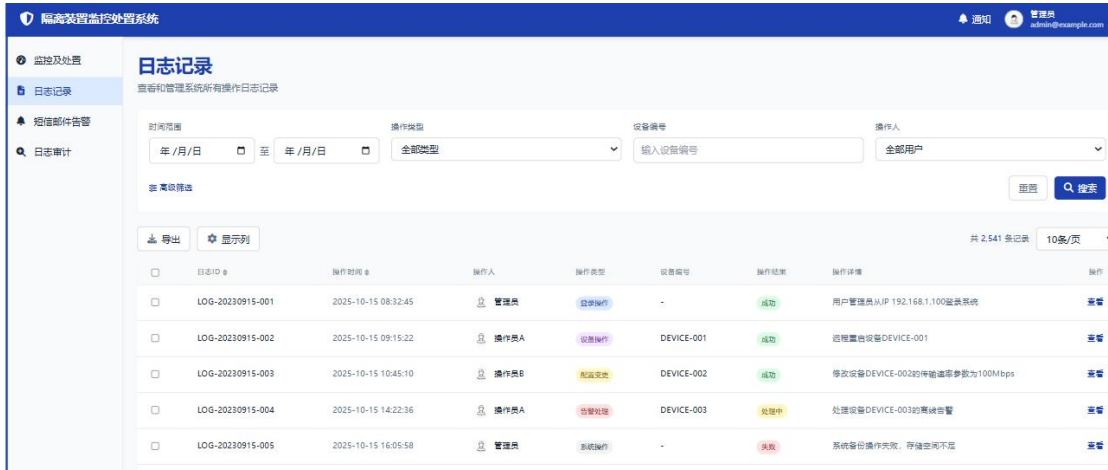 隔离装置监控处置系统 通知 管理员
admin@example.com
监控及处置
日志记录
短信邮件告警
日志审计
日志记录
查看和管理系统所有操作日志记录
时间范围 操作类型 设备编号 操作人
年/月/日 至 年/月/日 全部类型 输入设备编号 全部用户
高级筛选 重置 搜索
导出 显示列 共 2,541 条记录 10条/页
日志ID 操作时间 操作人 操作类型 设备编号 操作结果 操作详情 操作
LOG-20230915-001 2025-10-15 08:32:45 管理员 登录操作 - 成功 用户管理员从IP 192.168.1.100登录系统 查看
LOG-20230915-002 2025-10-15 09:15:22 操作员A 设备操作 DEVICE-001 成功 远程重启设备DEVICE-001 查看
LOG-20230915-003 2025-10-15 10:45:10 操作员B 配置变更 DEVICE-002 成功 修改设备DEVICE-002的传输速率参数为100Mbps 查看
LOG-20230915-004 2025-10-15 14:22:36 操作员A 告警处理 DEVICE-003 处理中 处理设备DEVICE-003的离线告警 查看
LOG-20230915-005 2025-10-15 16:05:58 管理员 系统操作 - 失败 系统备份操作失败，存储空间不足 查看